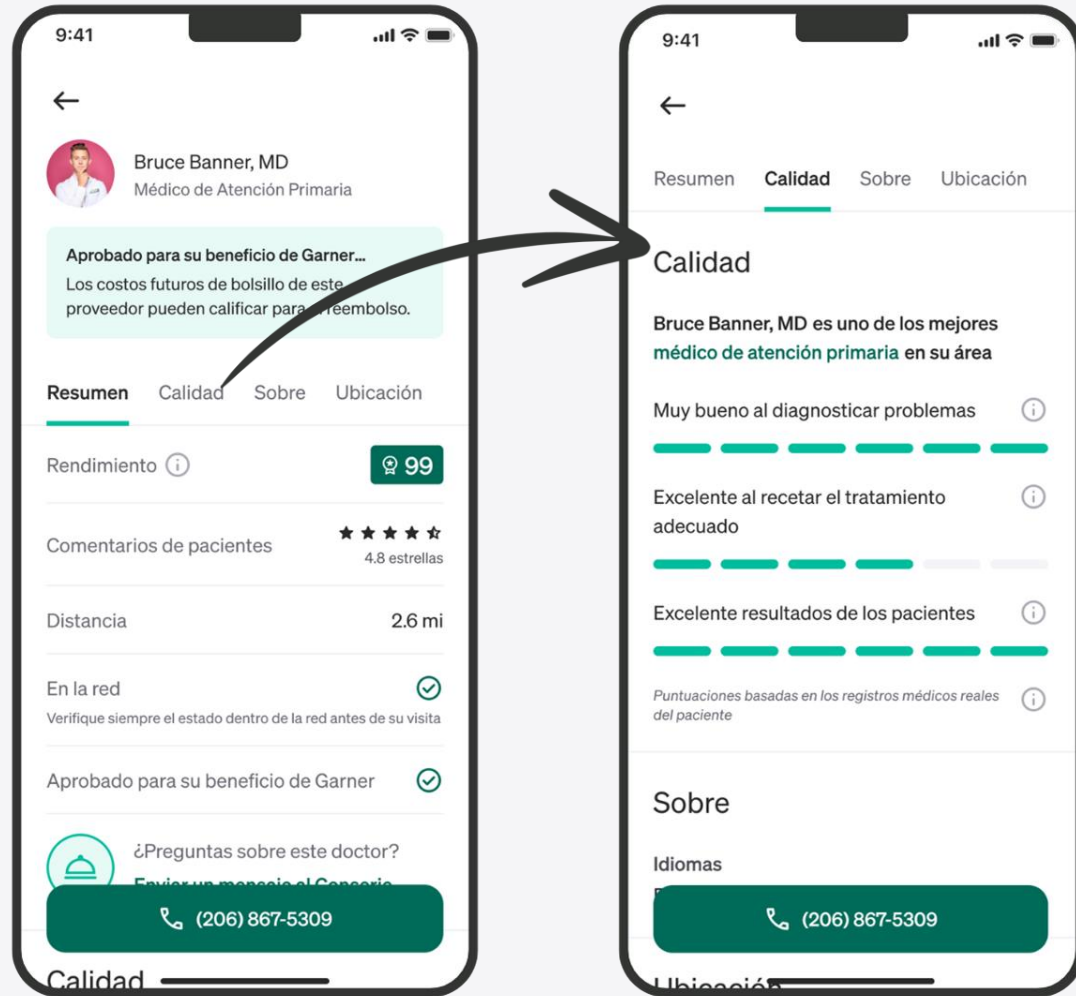 9:41
Bruce Banner, MD
Médico de Atención Primaria
Aprobado para su beneficio de Garner...
Los costos futuros de bolsillo de este
proveedor pueden calificar para reembolso.
Resumen Calidad Sobre Ubicación
Rendimiento
99
Comentarios de pacientes
4.8 estrellas
Distancia
2.6 mi
En la red
Verifique siempre el estado dentro de la red antes de su visita
Aprobado para su beneficio de Garner
¿Preguntas sobre este doctor?
Enviar un mensaje al Conserje
(206) 867-5309
Calidad
9:41
Resumen Calidad Sobre Ubicación
Calidad
Bruce Banner, MD es uno de los mejores
médico de atención primaria en su área
Muy bueno al diagnosticar problemas
Excelente al recetar el tratamiento
adecuado
Excelente resultados de los pacientes
Puntuaciones basadas en los registros médicos reales
del paciente
Sobre
Idiomas
(206) 867-5309
Ubicación